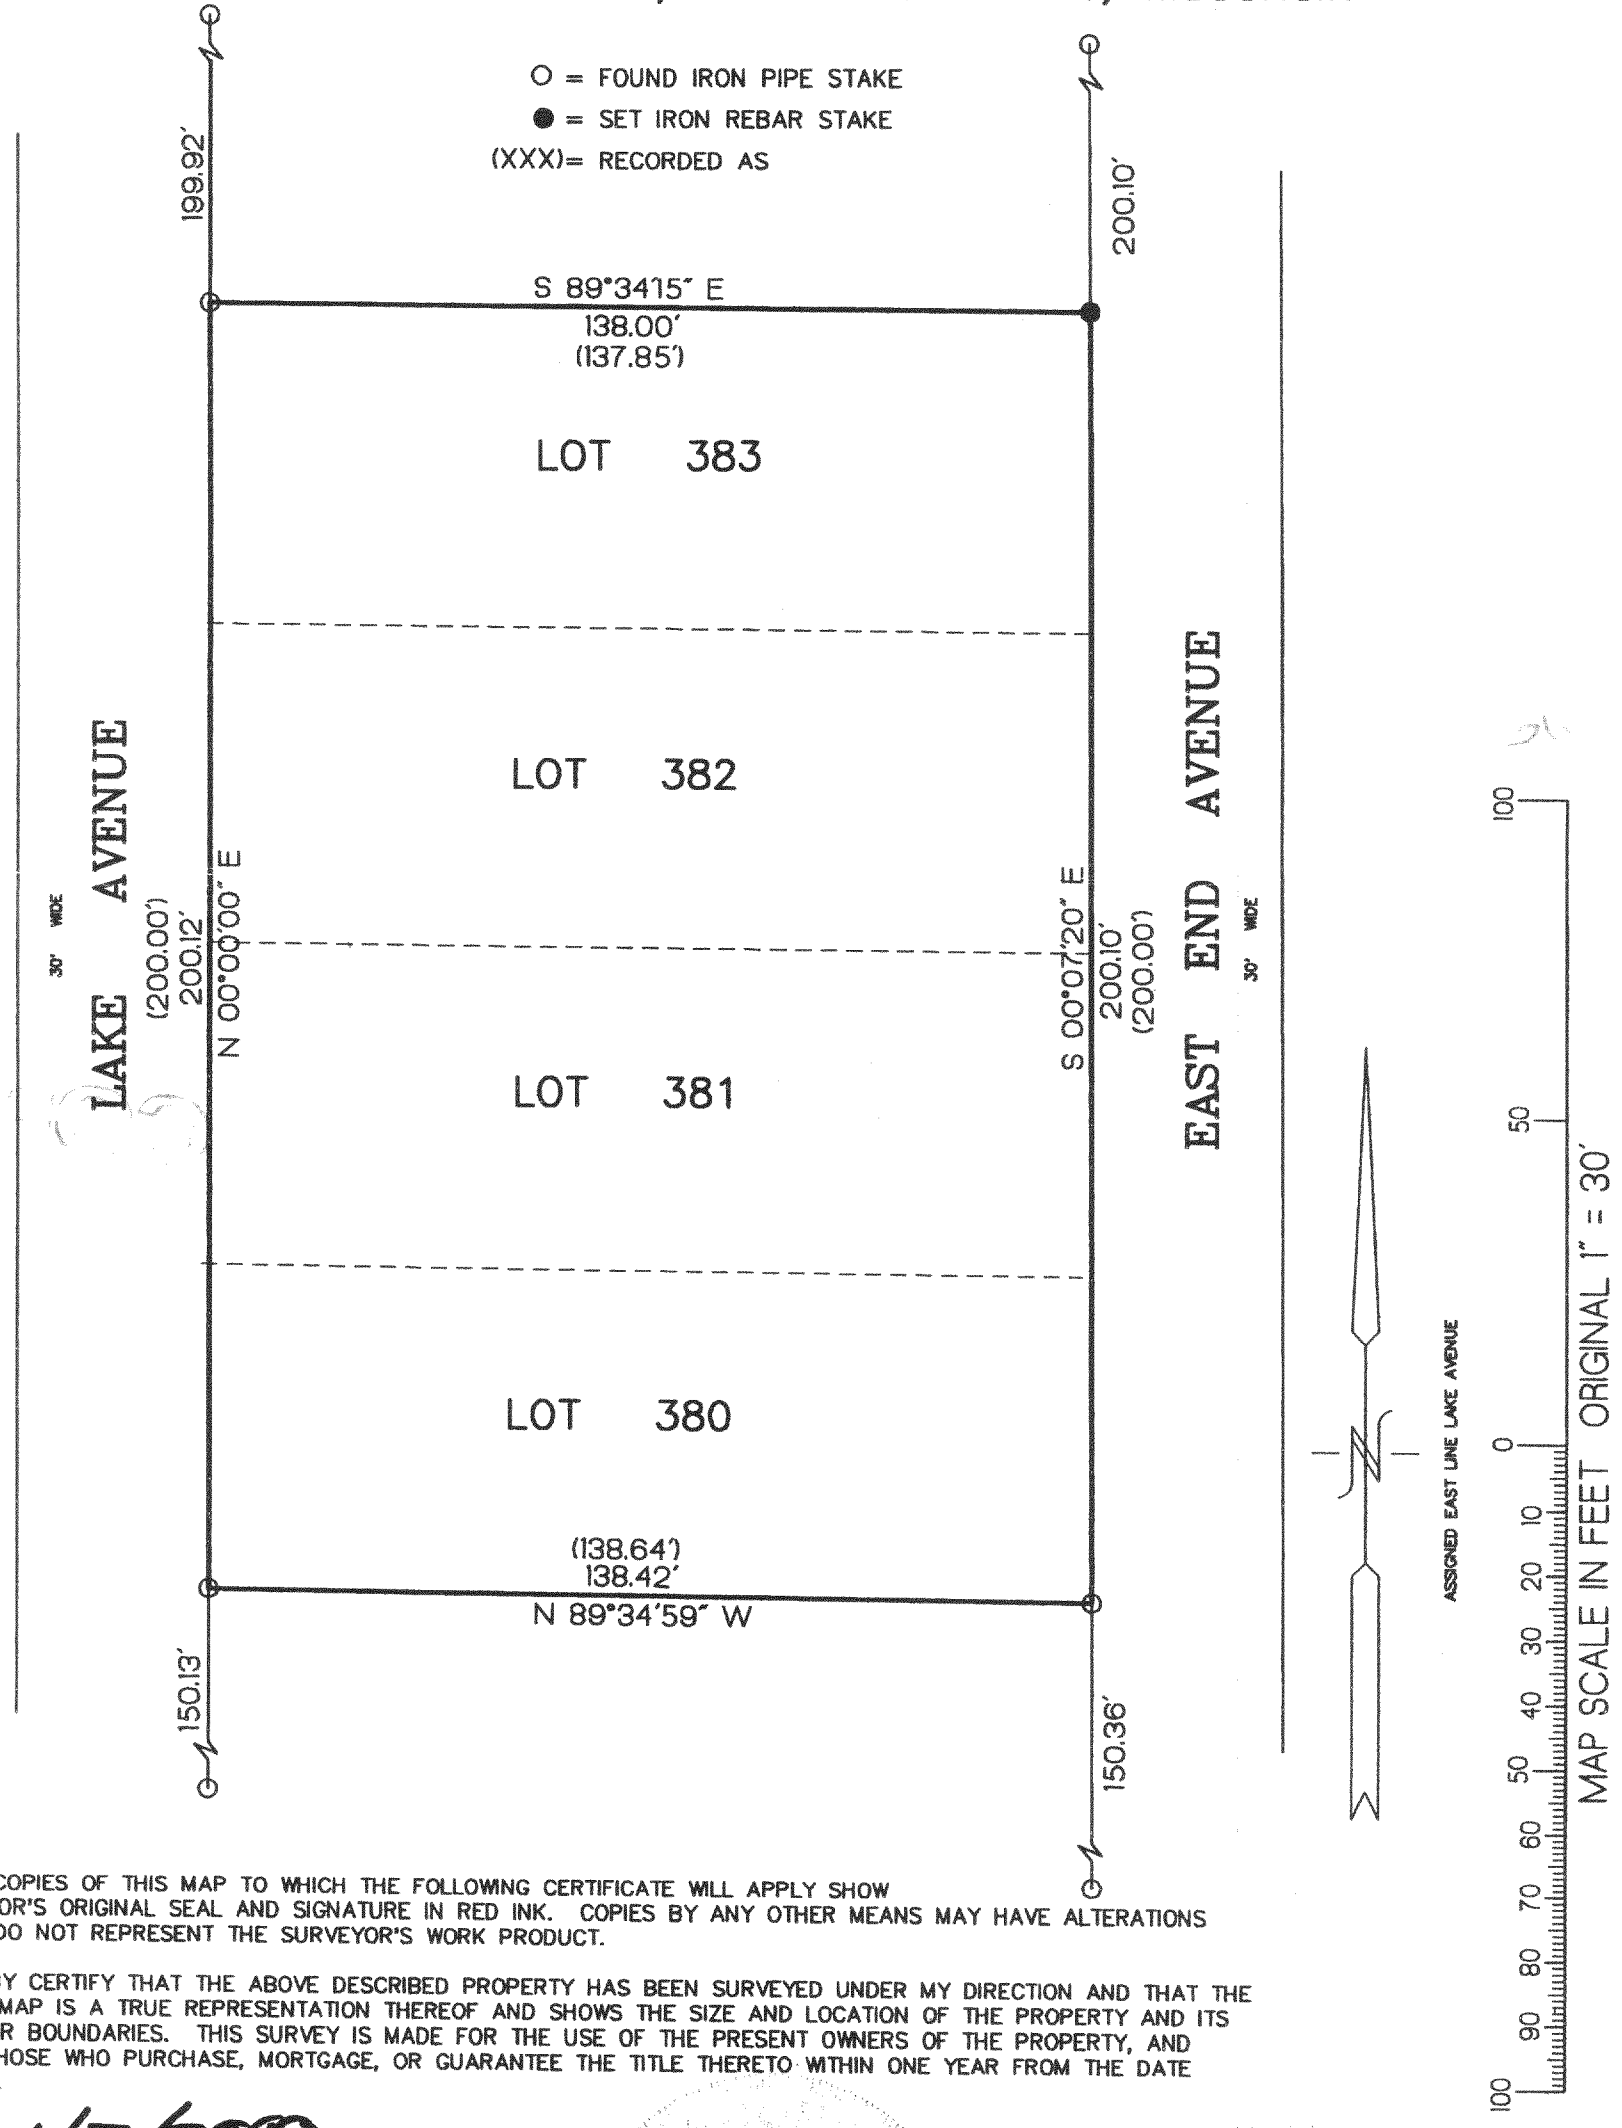 ○ = FOUND IRON PIPE STAKE
● = SET IRON REBAR STAKE
(XXX)= RECORDED AS
199.92'
200.10'
S 89°34'15" E
138.00'
(137.85')
LOT 383
LOT 382
LAKE AVENUE
30' WIDE
(200.00')
200.12'
N 00°00'00" E
S 00°07'20" E
200.10'
(200.00')
EAST END AVENUE
30' WIDE
LOT 381
LOT 380
(138.64')
138.42'
N 89°34'59" W
150.13'
150.36'
N
ASSIGNED EAST LINE LAKE AVENUE
100
50
0
10
20
30
40
50
60
70
80
90
100
MAP SCALE IN FEET ORIGINAL 1" = 30'
COPIES OF THIS MAP TO WHICH THE FOLLOWING CERTIFICATE WILL APPLY SHOW
OR'S ORIGINAL SEAL AND SIGNATURE IN RED INK. COPIES BY ANY OTHER MEANS MAY HAVE ALTERATIONS
DO NOT REPRESENT THE SURVEYOR'S WORK PRODUCT.
BY CERTIFY THAT THE ABOVE DESCRIBED PROPERTY HAS BEEN SURVEYED UNDER MY DIRECTION AND THAT THE
MAP IS A TRUE REPRESENTATION THEREOF AND SHOWS THE SIZE AND LOCATION OF THE PROPERTY AND ITS
R BOUNDARIES. THIS SURVEY IS MADE FOR THE USE OF THE PRESENT OWNERS OF THE PROPERTY, AND
HOSE WHO PURCHASE, MORTGAGE, OR GUARANTEE THE TITLE THERETO WITHIN ONE YEAR FROM THE DATE